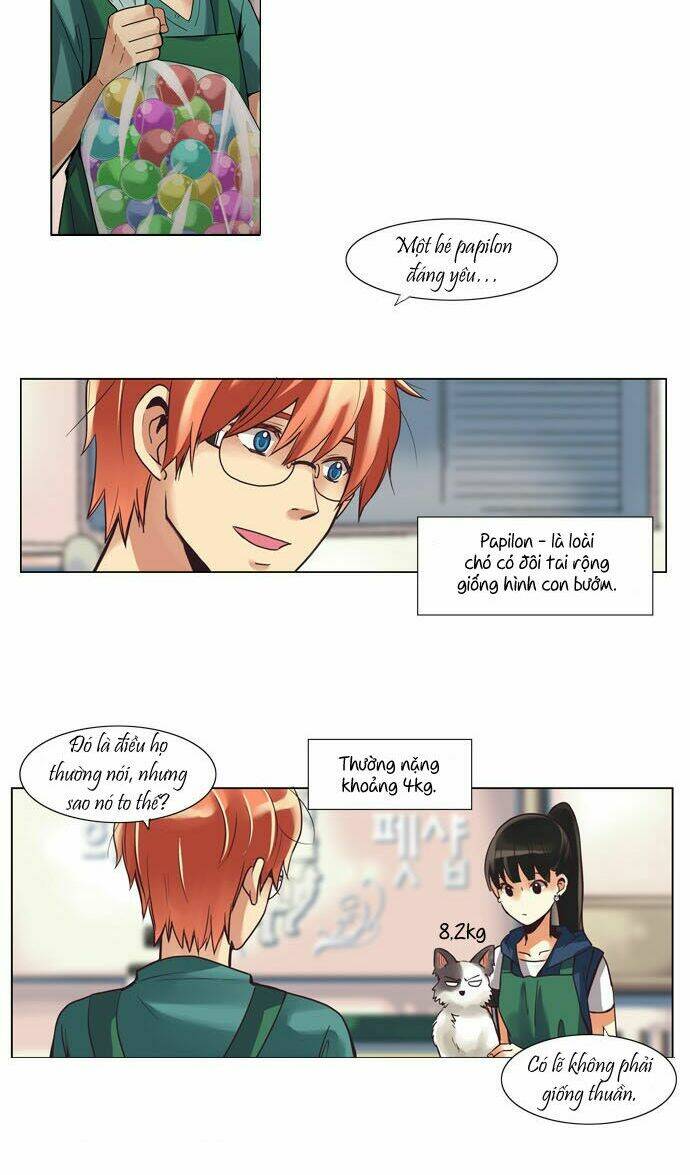 Một bé papilon
đáng yêu...
Papilon - là loài
chó có đôi tai rộng
giống hình con bướm.
Đó là điều họ
thường nói, nhưng
sao nó to thế?
Thường nặng
khoảng 4kg.
펫샵
8,2kg
Có lẽ không phải
giống thuần.